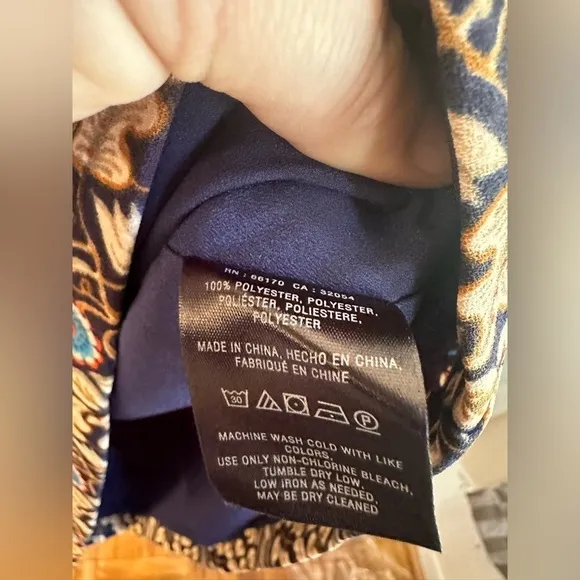 RN : 66170 CA : 32054
100% POLYESTER, POLYESTER,
POLIÉSTER, POLIESTERE,
POLYESTER
MADE IN CHINA, HECHO EN CHINA,
FABRIQUÉ EN CHINE
30 P
MACHINE WASH COLD WITH LIKE
COLORS,
USE ONLY NON-CHLORINE BLEACH,
TUMBLE DRY LOW,
LOW IRON AS NEEDED,
MAY BE DRY CLEANED